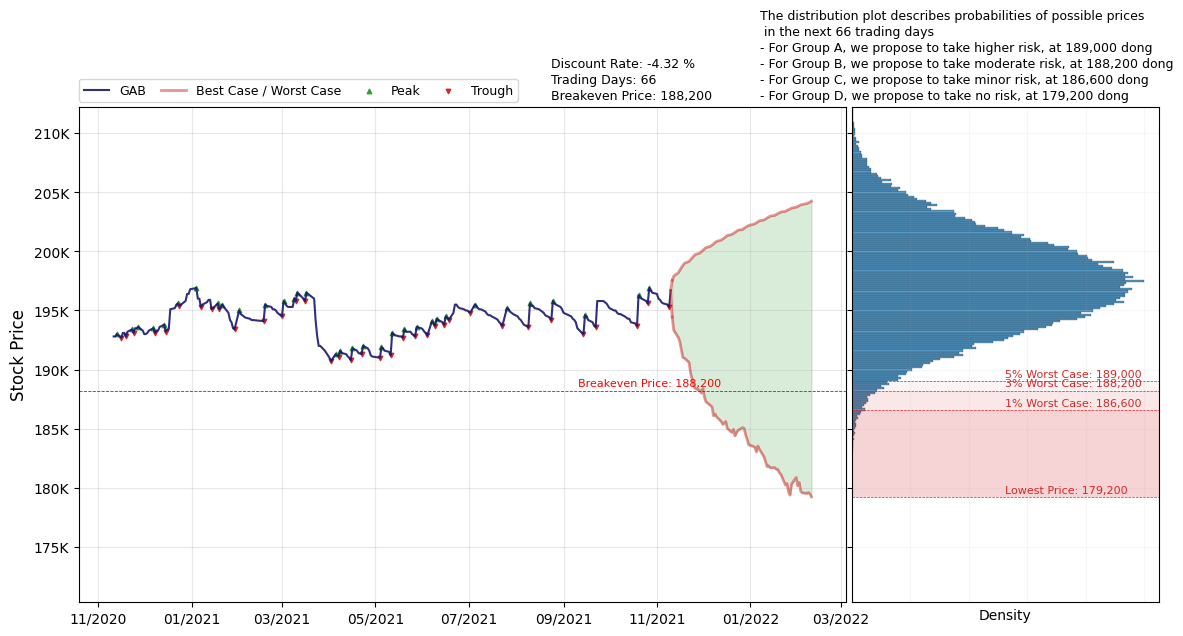 The distribution plot describes probabilities of possible prices
in the next 66 trading days
- For Group A, we propose to take higher risk, at 189,000 dong
- For Group B, we propose to take moderate risk, at 188,200 dong
- For Group C, we propose to take minor risk, at 186,600 dong
- For Group D, we propose to take no risk, at 179,200 dong
Discount Rate: -4.32 %
Trading Days: 66
Breakeven Price: 188,200
GAB Best Case / Worst Case Peak Trough
Stock Price
210K
205K
200K
195K
190K
185K
180K
175K
Breakeven Price: 188,200
11/2020 01/2021 03/2021 05/2021 07/2021 09/2021 11/2021 01/2022 03/2022
5% Worst Case: 189,000
3% Worst Case: 188,200
1% Worst Case: 186,600
Lowest Price: 179,200
Density